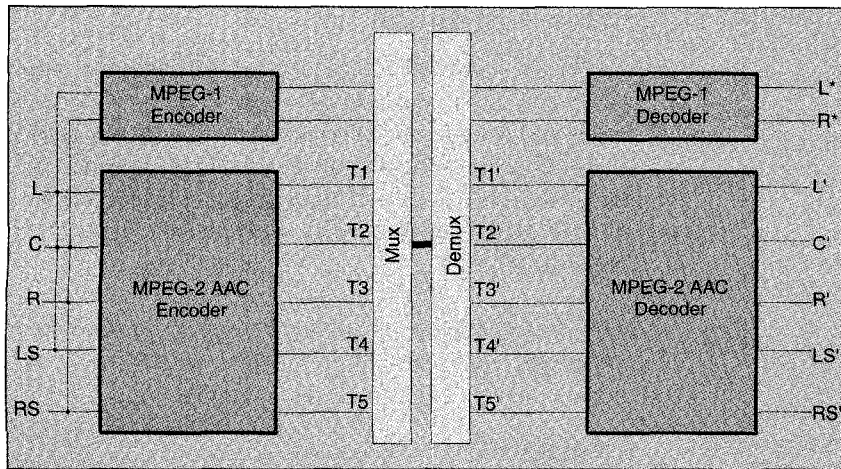 MPEG-1
Encoder
MPEG-1
Decoder
L*
R*
L
C
R
LS
RS
MPEG-2 AAC
Encoder
T1
T2
T3
T4
T5
Mux
Demux
T1'
T2'
T3'
T4'
T5'
MPEG-2 AAC
Decoder
L'
C'
R'
LS'
RS'